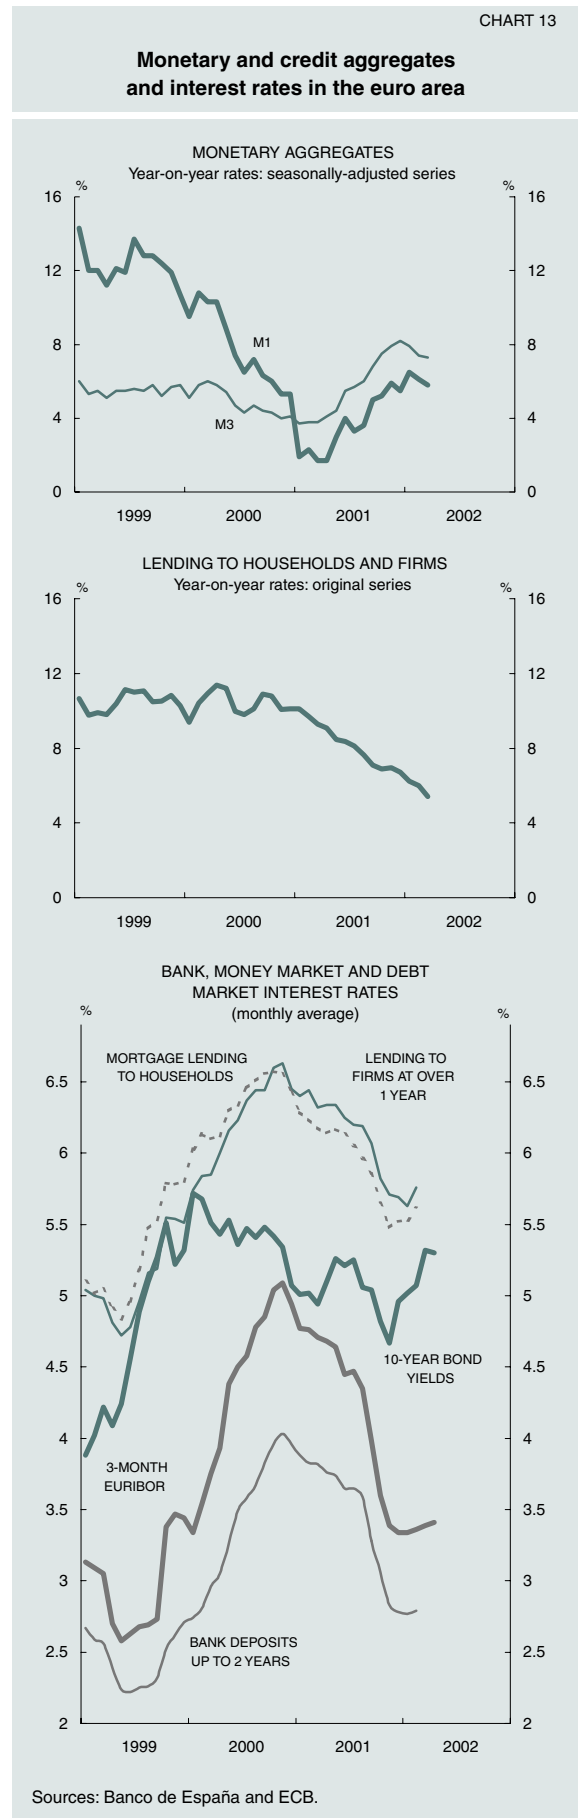 CHART 13
Monetary and credit aggregates
and interest rates in the euro area
MONETARY AGGREGATES
Year-on-year rates: seasonally-adjusted series
% %
16 16
12 12
8 8
M1
4 4
M3
0 0
1999 2000 2001 2002
LENDING TO HOUSEHOLDS AND FIRMS
Year-on-year rates: original series
% %
16 16
12 12
8 8
4 4
0 0
1999 2000 2001 2002
BANK, MONEY MARKET AND DEBT
MARKET INTEREST RATES
(monthly average)
% %
MORTGAGE LENDING
TO HOUSEHOLDS
LENDING TO
FIRMS AT OVER
1 YEAR
6.5 6.5
6 6
5.5 5.5
5 5
10-YEAR BOND
YIELDS
4.5 4.5
4 4
3-MONTH
EURIBOR
3.5 3.5
3 3
BANK DEPOSITS
UP TO 2 YEARS
2.5 2.5
2 2
1999 2000 2001 2002
Sources: Banco de España and ECB.